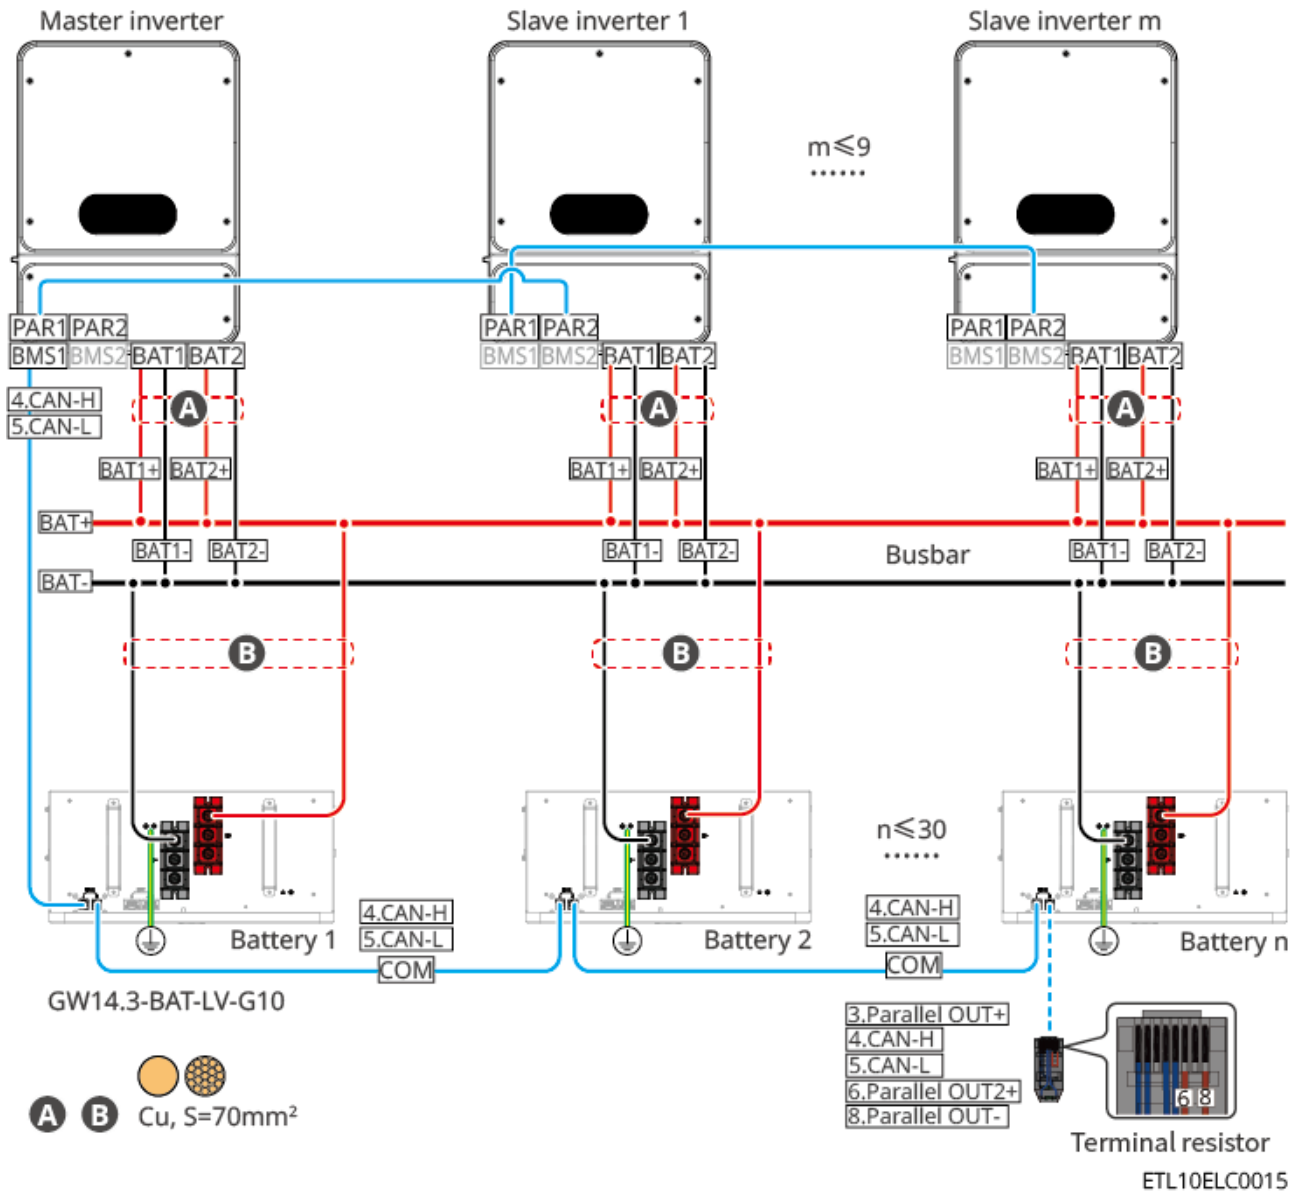 Master inverter
Slave inverter 1
Slave inverter m
m≤9
······
PAR1 PAR2
BMS1 BMS2 BAT1 BAT2
PAR1 PAR2
BMS1 BMS2 BAT1 BAT2
PAR1 PAR2
BMS1 BMS2 BAT1 BAT2
4.CAN-H
5.CAN-L
A
A
A
BAT1+ BAT2+
BAT1+ BAT2+
BAT1+ BAT2+
BAT+
BAT1- BAT2-
BAT1- BAT2-
Busbar
BAT1- BAT2-
BAT-
B
B
B
n≤30
······
4.CAN-H
5.CAN-L
COM
4.CAN-H
5.CAN-L
COM
Battery 1
Battery 2
Battery n
GW14.3-BAT-LV-G10
3.Parallel OUT+
4.CAN-H
5.CAN-L
6.Parallel OUT2+
8.Parallel OUT-
6 8
A B Cu, S=70mm²
Terminal resistor
ETL10ELC0015